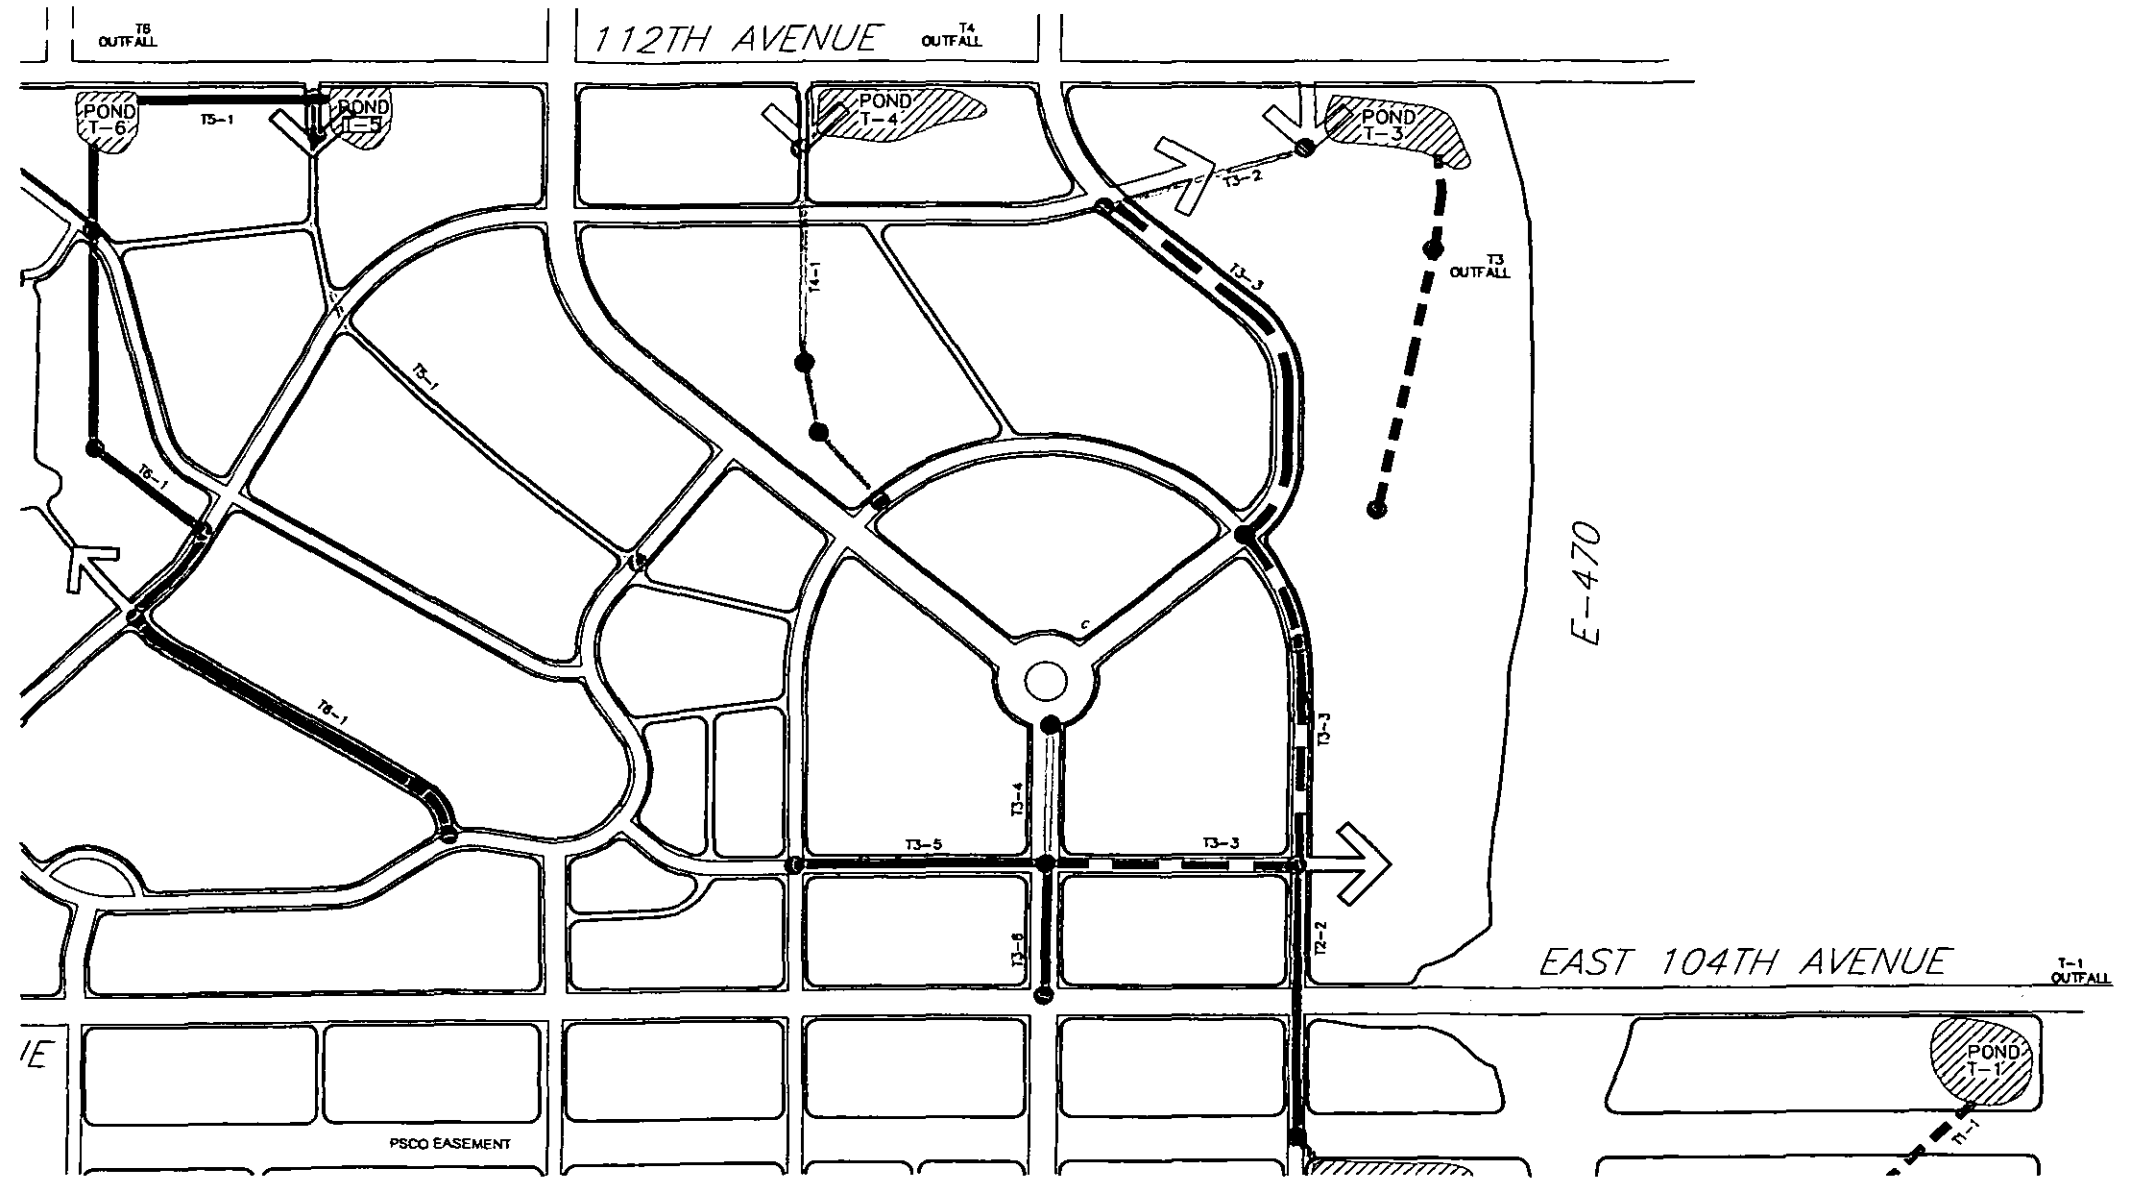 T6
OUTFALL
112TH AVENUE
T4
OUTFALL
POND
T-6
T5-1
POND
T-5
POND
T-4
POND
T-3
T3-2
T3
OUTFALL
T3-3
T4-1
T5-1
T6-1
E-470
C
T6-1
T3-3
T3-4
T3-5
T3-3
T3-6
T2-2
EAST 104TH AVENUE
T-1
OUTFALL
POND
T-1
T1-1
PSCO EASEMENT